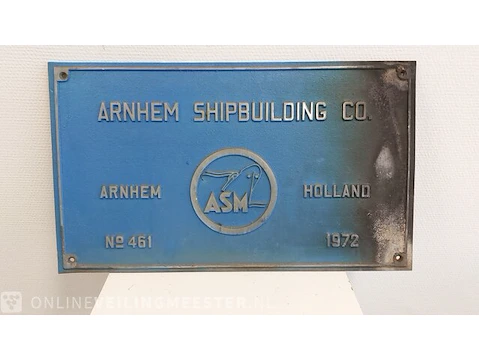 ARNHEM SHIPBUILDING CO.
ARNHEM ASM HOLLAND
№ 461 1972
ONLINEVEILINGMEESTER.NL